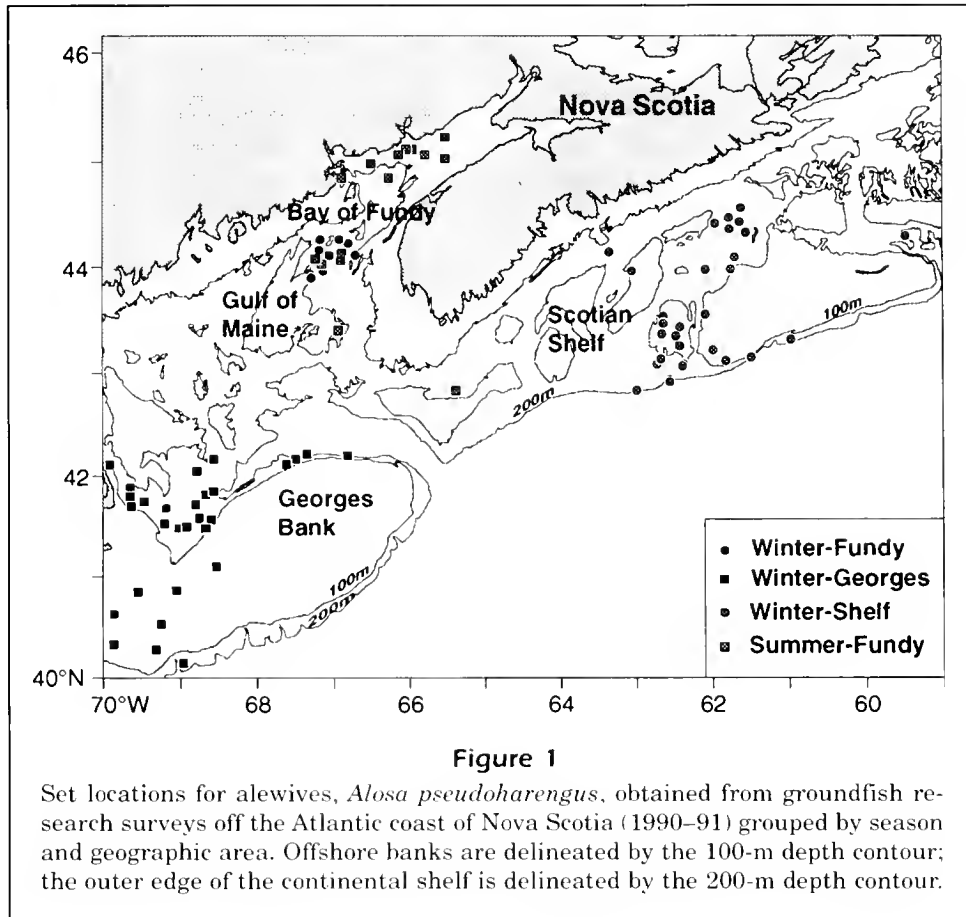 46
Nova Scotia
Bay of Fundy
44
Gulf of
Maine
Scotian
Shelf
100m
200m
42
Georges
Bank
100m
200m
Winter-Fundy
Winter-Georges
Winter-Shelf
Summer-Fundy
40°N
70°W 68 66 64 62 60
Figure 1
Set locations for alewives, Alosa pseudoharengus, obtained from groundfish re-
search surveys off the Atlantic coast of Nova Scotia (1990–91) grouped by season
and geographic area. Offshore banks are delineated by the 100-m depth contour;
the outer edge of the continental shelf is delineated by the 200-m depth contour.